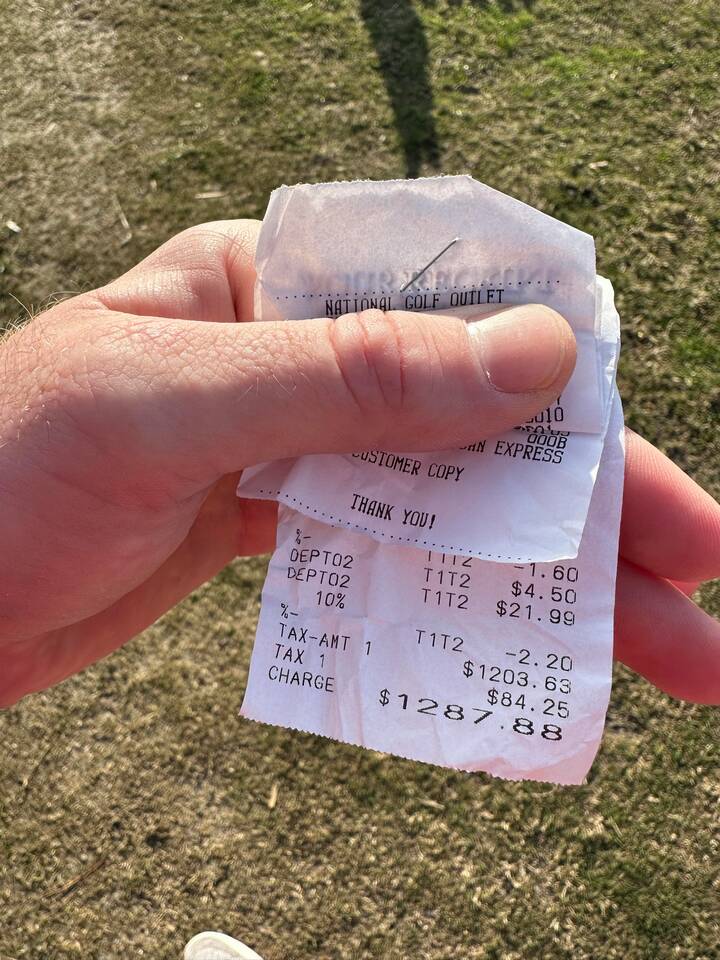 NATIONAL GOLF OUTLET
000B
EXPRESS
CUSTOMER COPY
THANK YOU!
%- T1T2 -1.60
DEPT02 T1T2 $4.50
DEPT02 T1T2 $21.99
10%
%- T1T2 -2.20
TAX-AMT 1 $1203.63
TAX 1 $84.25
CHARGE $1287.88